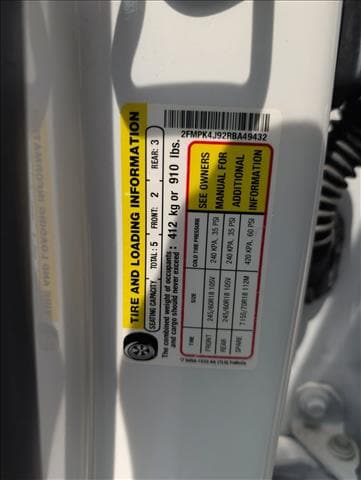 2FMPK4J92RBA49432
TIRE AND LOADING INFORMATION
SEATING CAPACITY TOTAL: 5 FRONT: 2 REAR: 3
The combined weight of occupants
and cargo should never exceed : 412 kg or 910 lbs.
TIRE COLD TIRE PRESSURE SEE OWNERS
MANUAL FOR
ADDITIONAL
INFORMATION
FRONT 245/60R18 105V 240 KPA, 35 PSI
REAR 245/60R18 105V 240 KPA, 35 PSI
SPARE T155/70R18 112M 420 KPA, 60 PSI